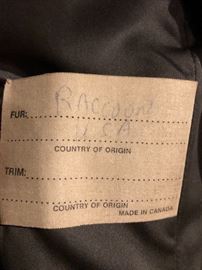 Raccoon
FUR:
USA
COUNTRY OF ORIGIN
TRIM:
COUNTRY OF ORIGIN
MADE IN CANADA